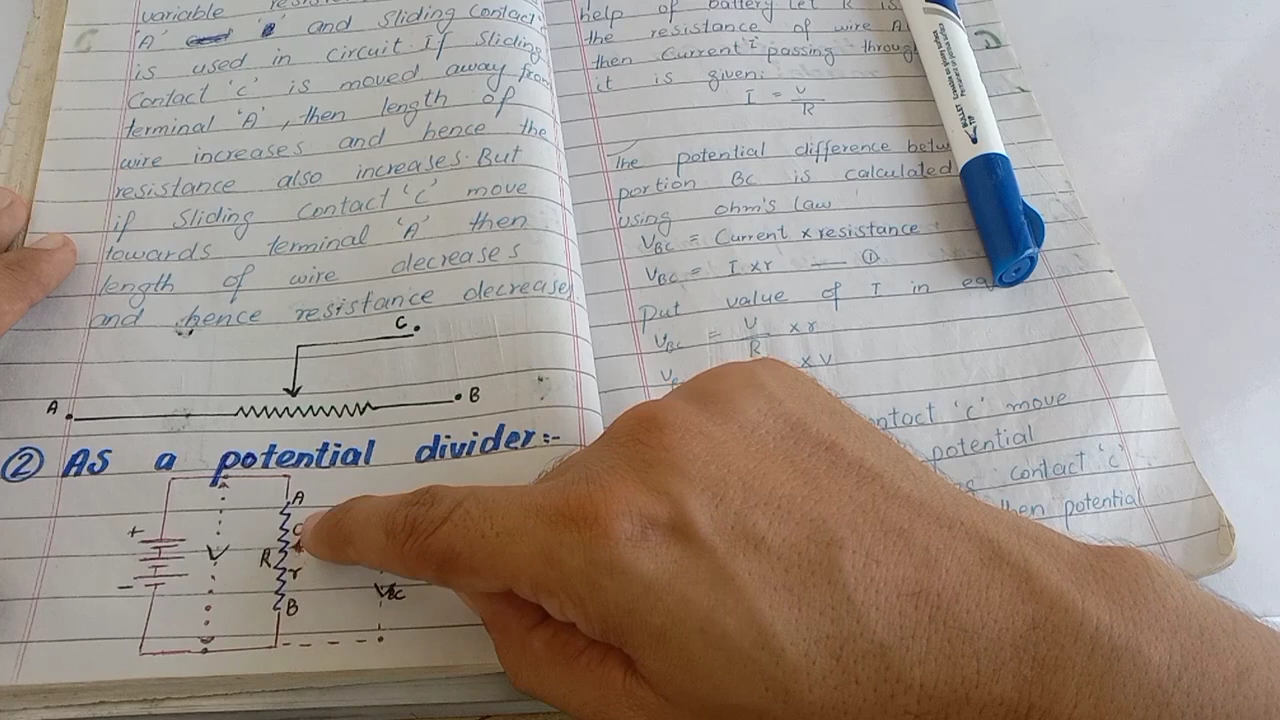 variable
'A' and Sliding Contact
is used in circuit. if Sliding
Contact 'c' is moved away from
terminal 'A', then length of
wire increases and hence the
resistance also increases. But
if Sliding Contact 'c' move
towards terminal 'A' then
length of wire decreases
and hence resistance decreases
C
A
B
② AS a potential divider:-
A
+
C
V
R
r
-
VBC
B
help of battery Let R is
the resistance of wire A
then Current I passing through
it is given:
I = V/R
The potential difference betw
portion BC is calculated
using ohm's law
VBC = Current x resistance
VBC = I x r — ①
Put value of I in eq
VBC = V/R x r
x V
contact 'c' move
potential
contact 'c'
then potential
BULLET
TIP